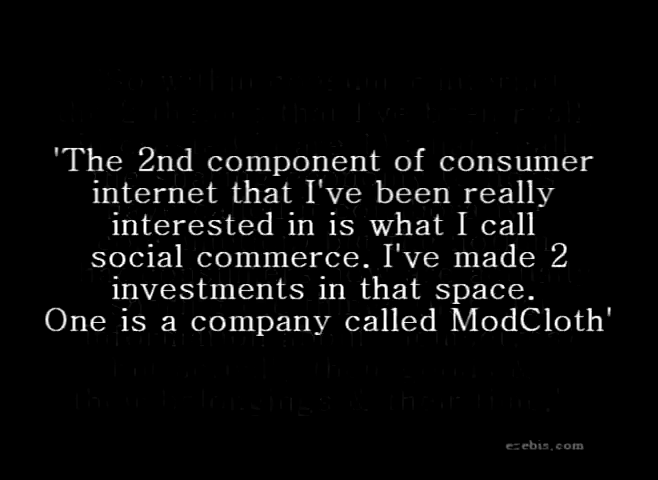 'The 2nd component of consumer
internet that I've been really
interested in is what I call
social commerce. I've made 2
investments in that space.
One is a company called ModCloth'
ezebis.com